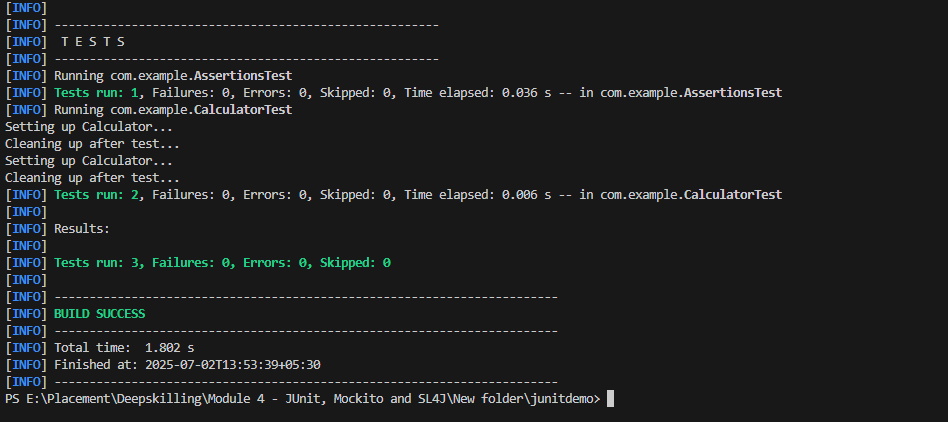 [INFO]
[INFO] -------------------------------------------------------
[INFO]  T E S T S
[INFO] -------------------------------------------------------
[INFO] Running com.example.AssertionsTest
[INFO] Tests run: 1, Failures: 0, Errors: 0, Skipped: 0, Time elapsed: 0.036 s -- in com.example.AssertionsTest
[INFO] Running com.example.CalculatorTest
Setting up Calculator...
Cleaning up after test...
Setting up Calculator...
Cleaning up after test...
[INFO] Tests run: 2, Failures: 0, Errors: 0, Skipped: 0, Time elapsed: 0.006 s -- in com.example.CalculatorTest
[INFO]
[INFO] Results:
[INFO]
[INFO] Tests run: 3, Failures: 0, Errors: 0, Skipped: 0
[INFO]
[INFO] ------------------------------------------------------------------------
[INFO] BUILD SUCCESS
[INFO] ------------------------------------------------------------------------
[INFO] Total time:  1.802 s
[INFO] Finished at: 2025-07-02T13:53:39+05:30
[INFO] ------------------------------------------------------------------------
PS E:\Placement\Deepskilling\Module 4 - JUnit, Mockito and SL4J\New folder\junitdemo>